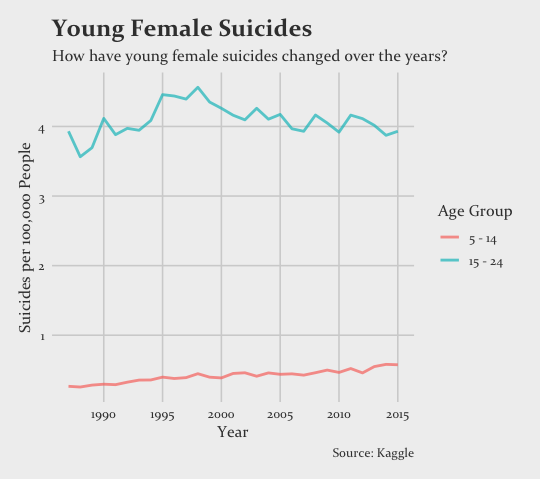 Young Female Suicides
How have young female suicides changed over the years?
Suicides per 100,000 People
4
3
2
1
1990 1995 2000 2005 2010 2015
Year
Age Group
5 - 14
15 - 24
Source: Kaggle